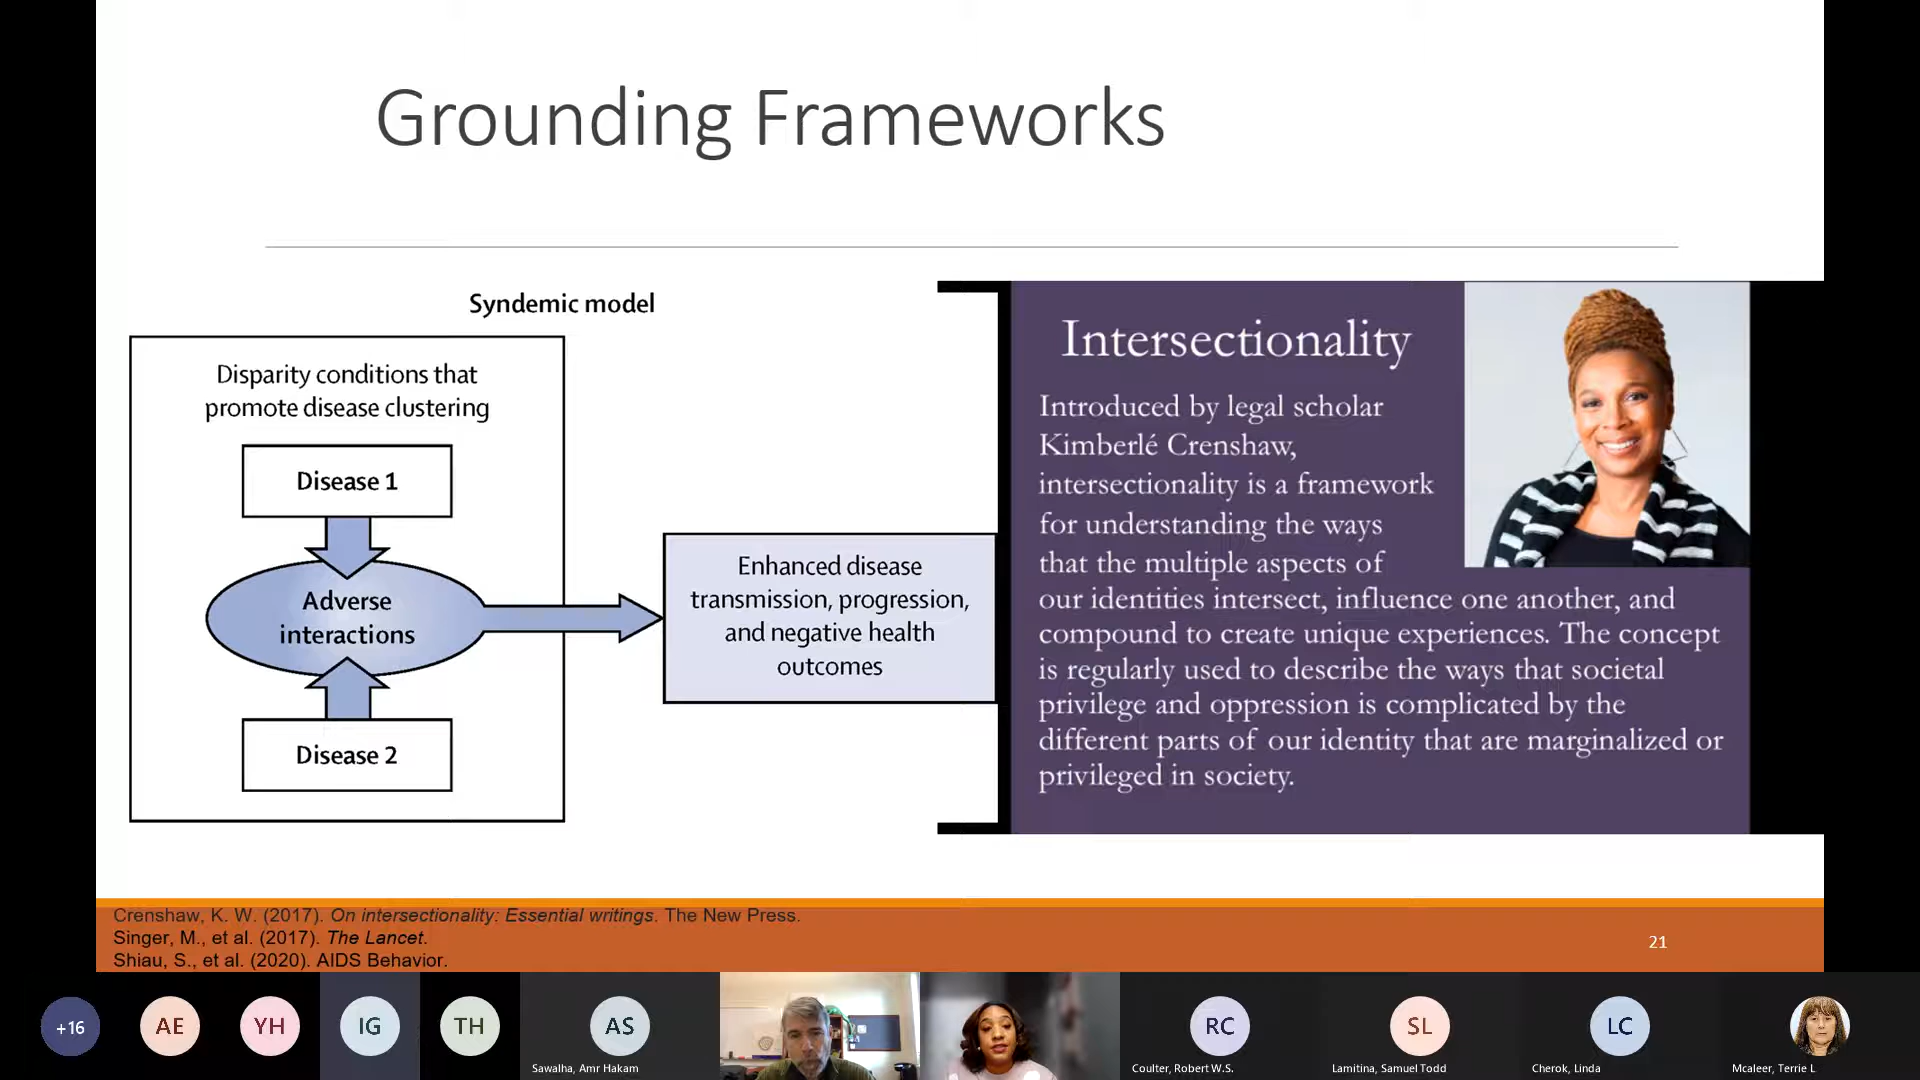 Grounding Frameworks
Syndemic model
Disparity conditions that
promote disease clustering
Disease 1
Adverse
interactions
Disease 2
Enhanced disease
transmission, progression,
and negative health
outcomes
Intersectionality
Introduced by legal scholar
Kimberlé Crenshaw,
intersectionality is a framework
for understanding the ways
that the multiple aspects of
our identities intersect, influence one another, and
compound to create unique experiences. The concept
is regularly used to describe the ways that societal
privilege and oppression is complicated by the
different parts of our identity that are marginalized or
privileged in society.
Crenshaw, K. W. (2017). On intersectionality: Essential writings. The New Press.
Singer, M., et al. (2017). The Lancet.
Shiau, S., et al. (2020). AIDS Behavior.
21
+16
AE
YH
IG
TH
AS
Sawalha, Amr Hakam
RC
Coulter, Robert W.S.
SL
Lamitina, Samuel Todd
LC
Cherok, Linda
Mcaleer, Terrie L